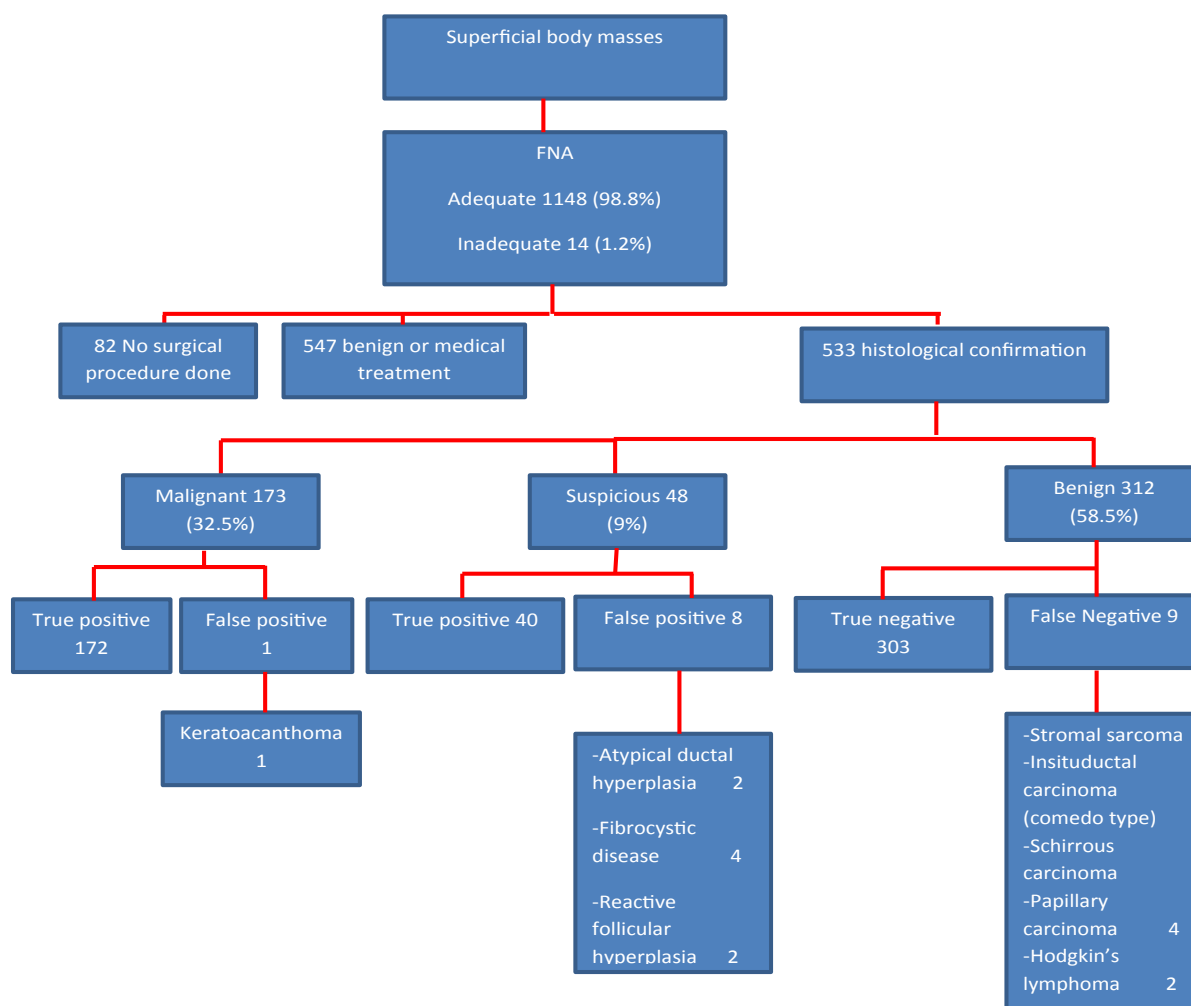 Superficial body masses
FNA
Adequate 1148 (98.8%)
Inadequate 14 (1.2%)
82 No surgical
procedure done
547 benign or medical
treatment
533 histological confirmation
Malignant 173
(32.5%)
Suspicious 48
(9%)
Benign 312
(58.5%)
True positive
172
False positive
1
True positive 40
False positive 8
True negative
303
False Negative 9
Keratoacanthoma
1
-Atypical ductal
hyperplasia 2
-Fibrocystic
disease 4
-Reactive
follicular
hyperplasia 2
-Stromal sarcoma
-Insituductal
carcinoma
(comedo type)
-Schirrous
carcinoma
-Papillary
carcinoma 4
-Hodgkin's
lymphoma 2